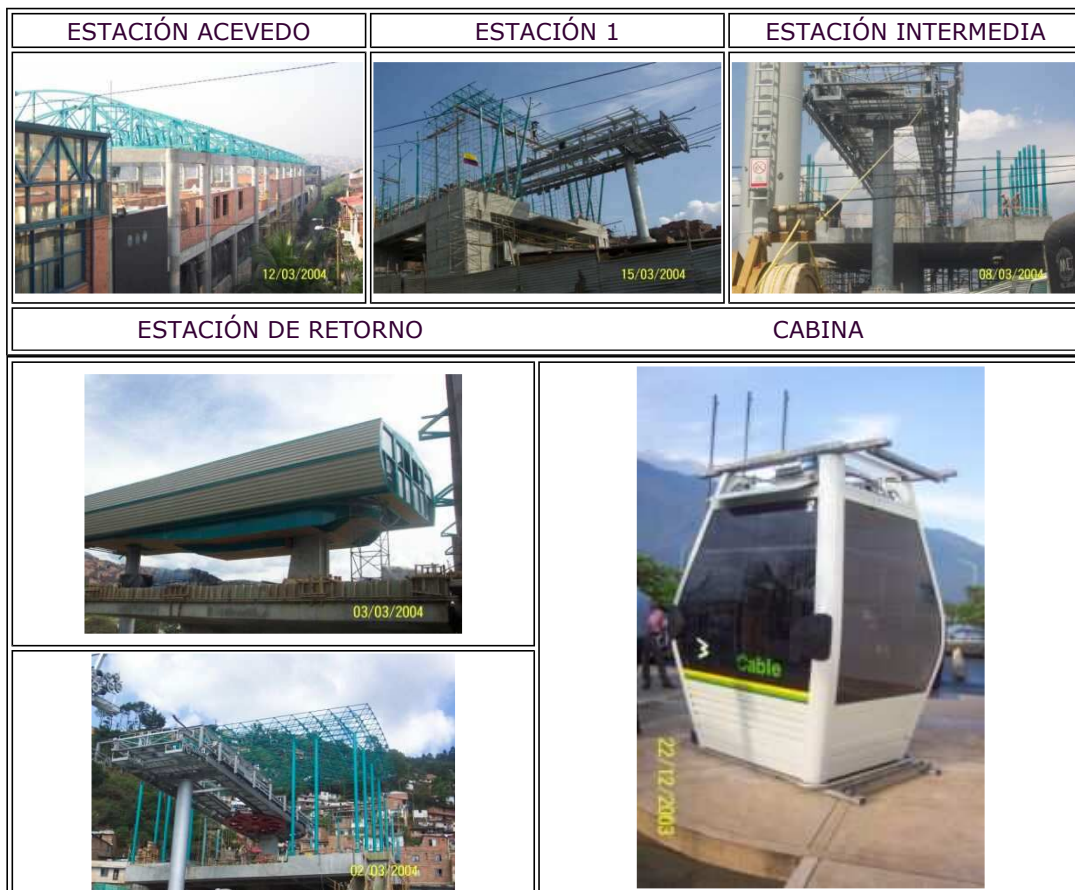 ESTACIÓN ACEVEDO
ESTACIÓN 1
ESTACIÓN INTERMEDIA
12/03/2004
15/03/2004
08/03/2004
ESTACIÓN DE RETORNO
CABINA
03/03/2004
Cable
22/12/2003
02/03/2004